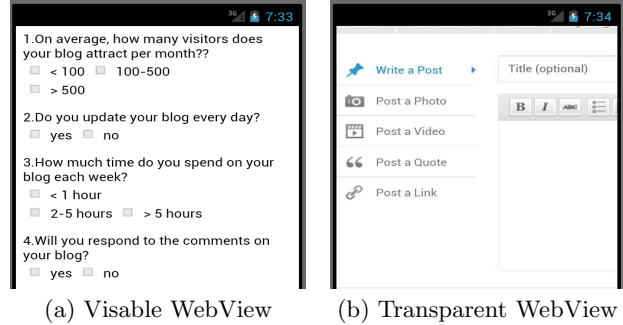 3G 7:33
1.On average, how many visitors does
your blog attract per month??
< 100 100-500
> 500
2.Do you update your blog every day?
yes no
3.How much time do you spend on your
blog each week?
< 1 hour
2-5 hours > 5 hours
4.Will you respond to the comments on
your blog?
yes no
(a) Visable WebView
3G 7:34
Write a Post
Title (optional)
Post a Photo
B I ABC
Post a Video
Post a Quote
Post a Link
(b) Transparent WebView